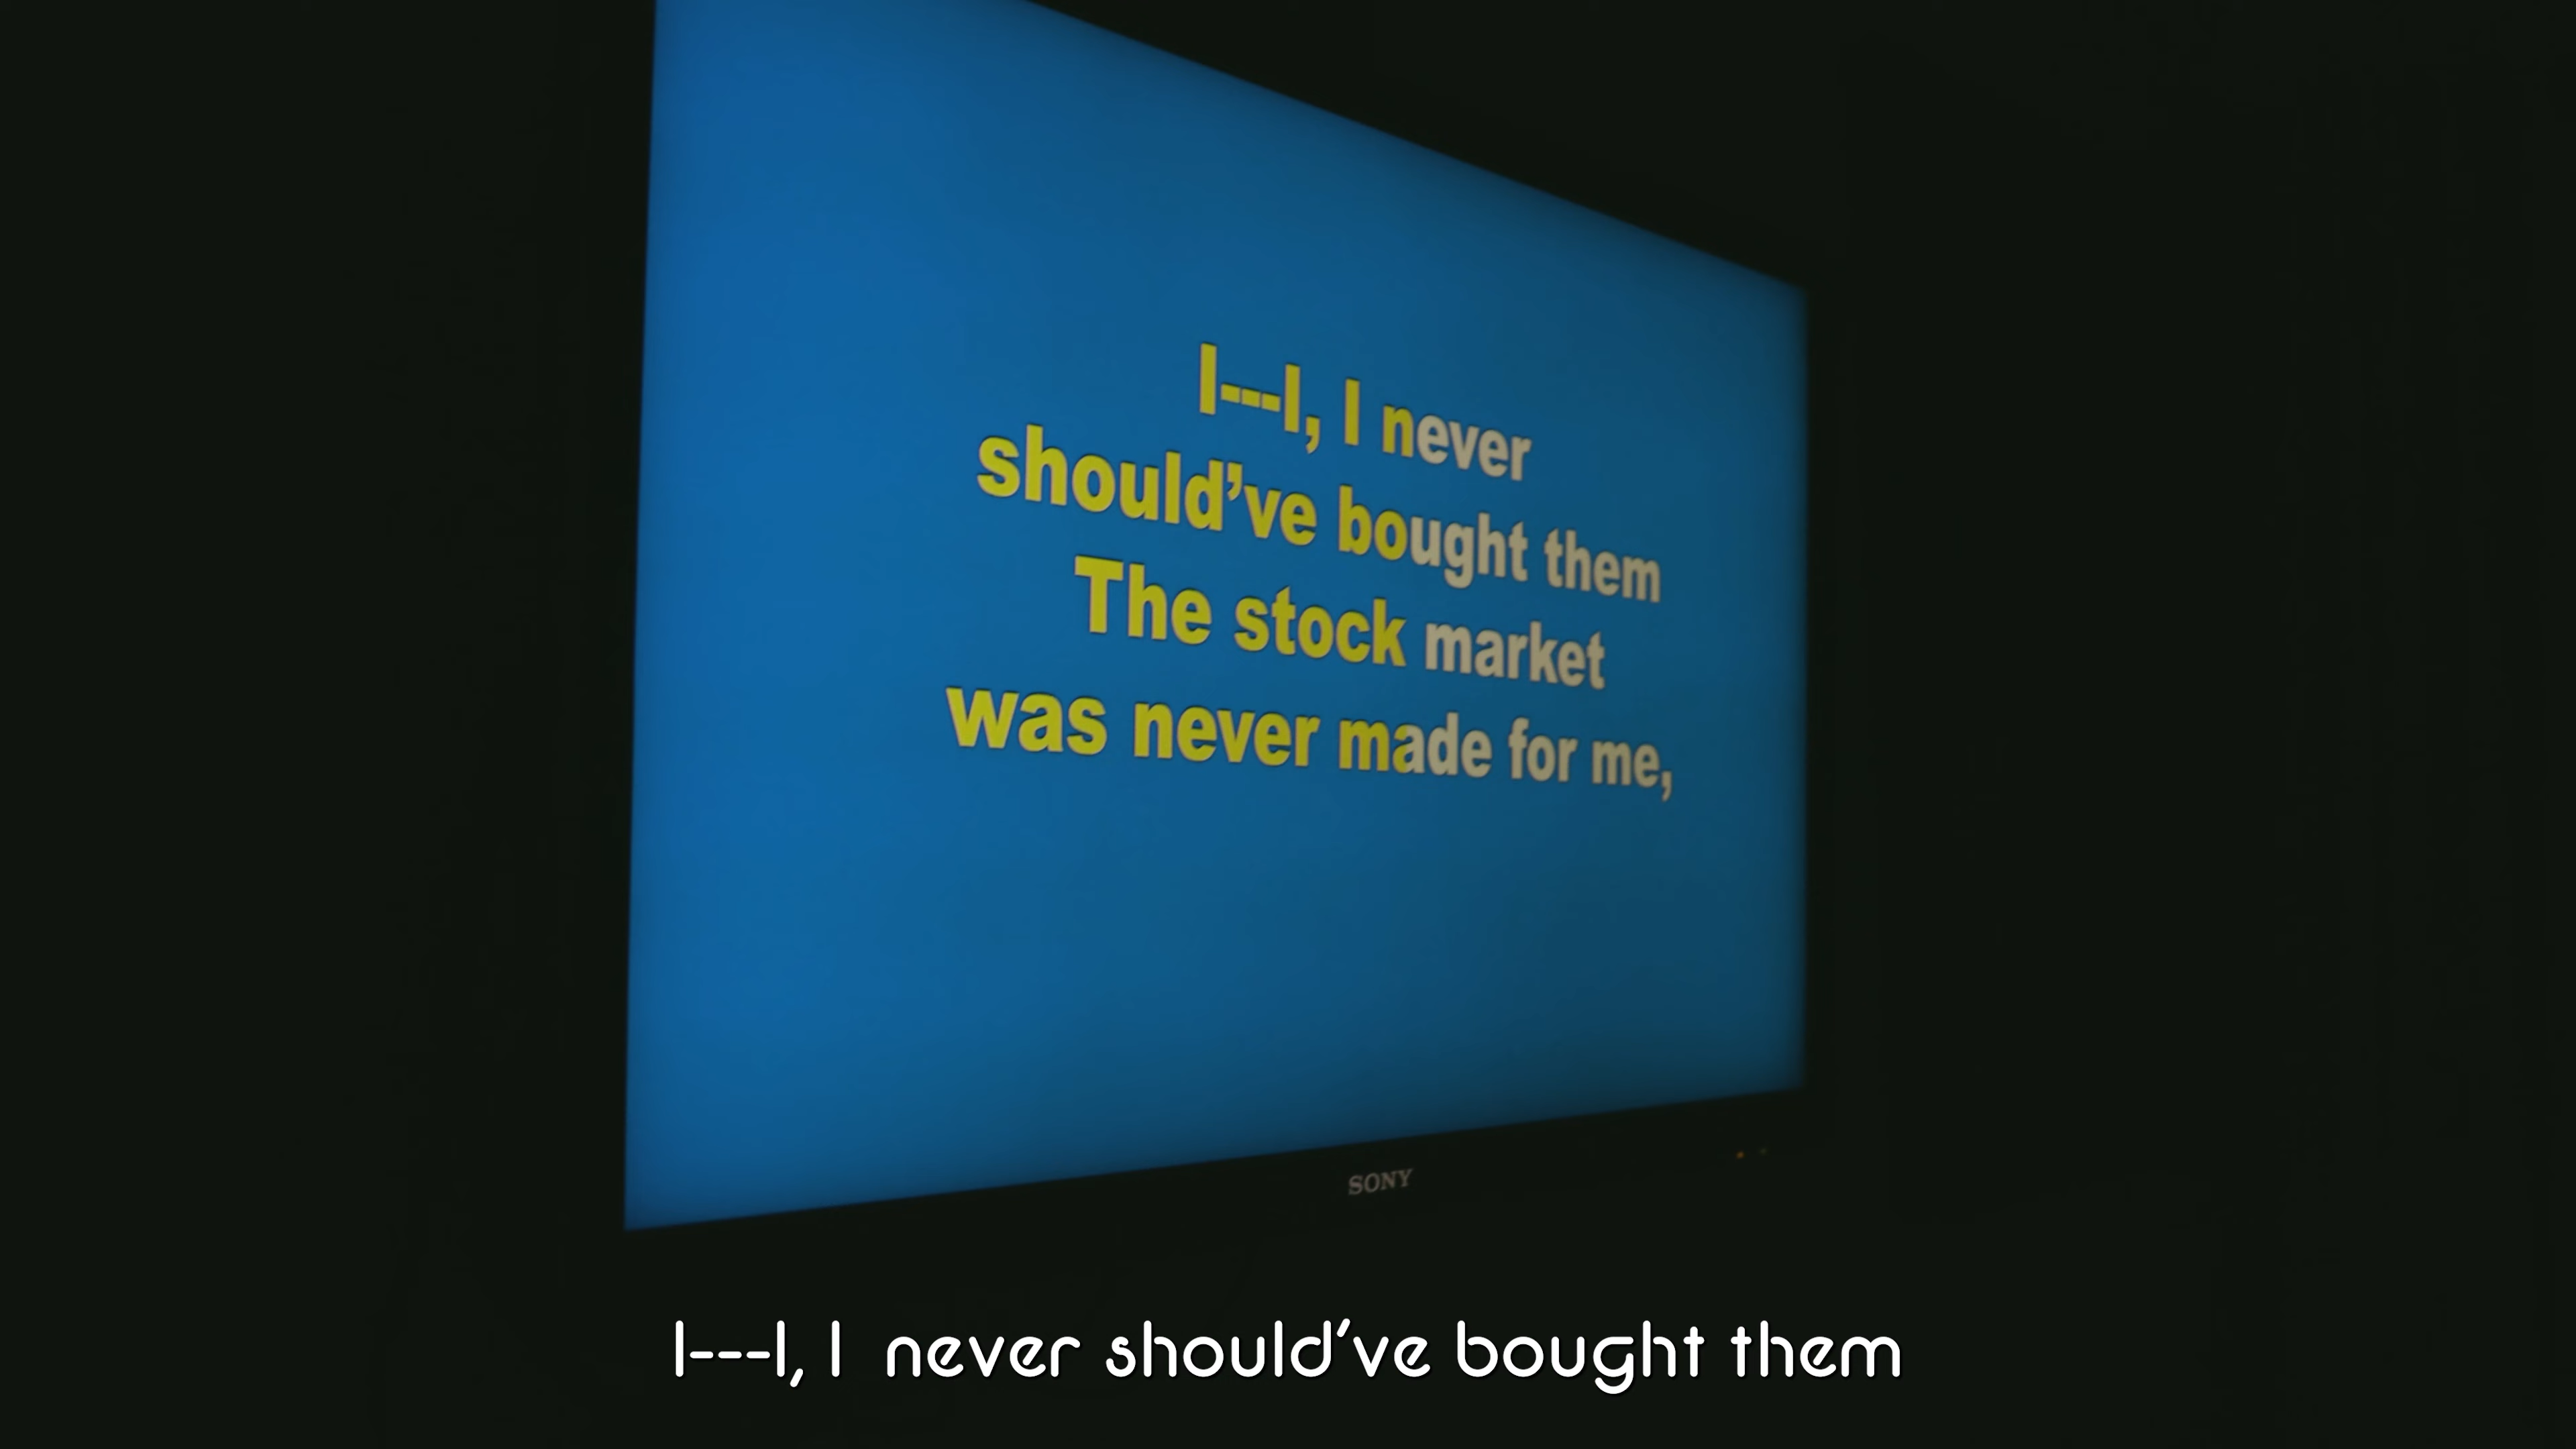 I---I, I never
should’ve bought them
The stock market
was never made for me,
SONY
I---I, I never should’ve bought them